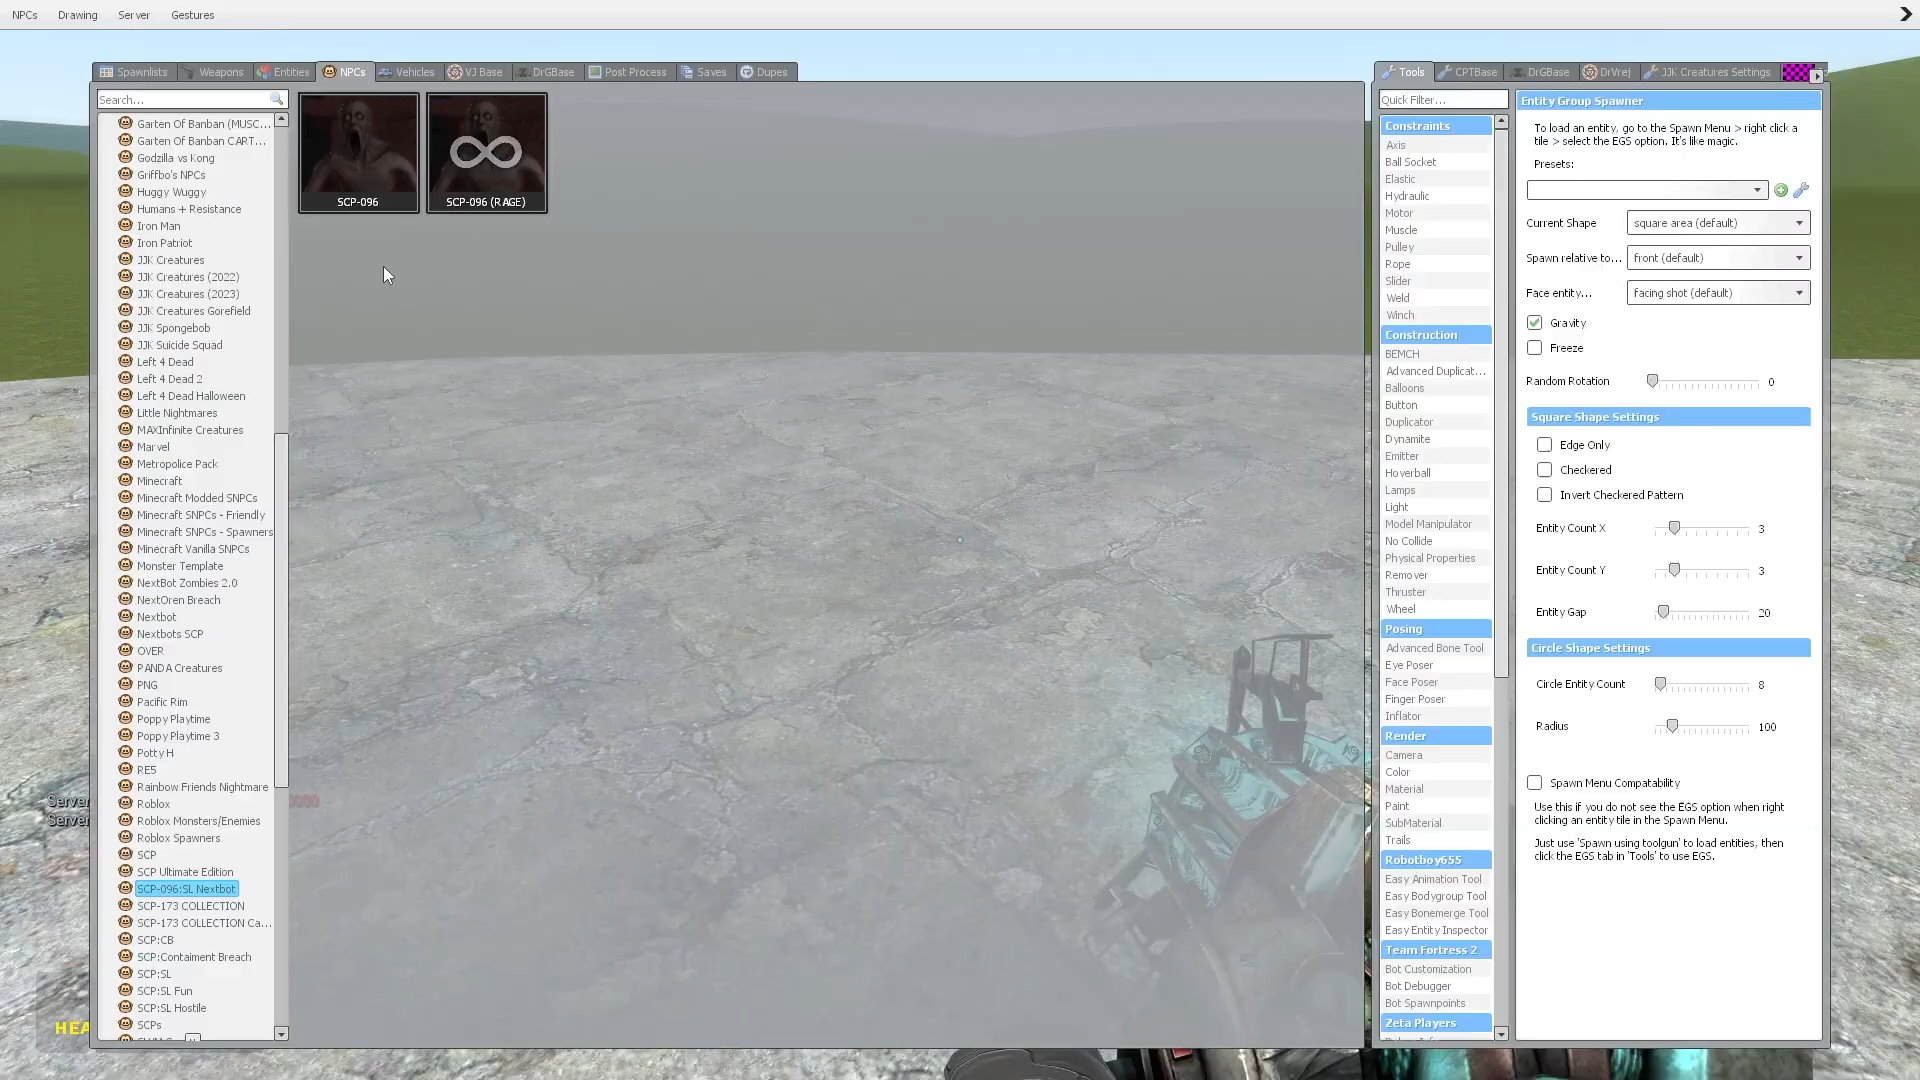 NPCs Drawing Server Gestures
Spawnlists Weapons Entities NPCs Vehicles VJ Base DrGBase Post Process Saves Dupes
Search...
Garten Of Banban (MUSC...
Garten Of Banban CART...
Godzilla vs Kong
Griffbo's NPCs
Huggy Wuggy
Humans + Resistance
Iron Man
Iron Patriot
JJK Creatures
JJK Creatures (2022)
JJK Creatures (2023)
JJK Creatures Gorefield
JJK Spongebob
JJK Suicide Squad
Left 4 Dead
Left 4 Dead 2
Left 4 Dead Halloween
Little Nightmares
MAXInfinite Creatures
Marvel
Metropolice Pack
Minecraft
Minecraft Modded SNPCs
Minecraft SNPCs - Friendly
Minecraft SNPCs - Spawners
Minecraft Vanilla SNPCs
Monster Template
NextBot Zombies 2.0
NextOren Breach
Nextbot
Nextbots SCP
OVER
PANDA Creatures
PNG
Pacific Rim
Poppy Playtime
Poppy Playtime 3
Potty H
RE5
Rainbow Friends Nightmare
Roblox
Roblox Monsters/Enemies
Roblox Spawners
SCP
SCP Ultimate Edition
SCP-096:SL Nextbot
SCP-173 COLLECTION
SCP-173 COLLECTION Ca...
SCP:CB
SCP:Contaiment Breach
SCP:SL
SCP:SL Fun
SCP:SL Hostile
SCPs
SCP-096
SCP-096 (RAGE)
Server
Server
HEA
Tools CPTBase DrGBase DrVrej JJK Creatures Settings
Quick Filter...
Constraints
Axis
Ball Socket
Elastic
Hydraulic
Motor
Muscle
Pulley
Rope
Slider
Weld
Winch
Construction
BEMCH
Advanced Duplicat...
Balloons
Button
Duplicator
Dynamite
Emitter
Hoverball
Lamps
Light
Model Manipulator
No Collide
Physical Properties
Remover
Thruster
Wheel
Posing
Advanced Bone Tool
Eye Poser
Face Poser
Finger Poser
Inflator
Render
Camera
Color
Material
Paint
SubMaterial
Trails
Robotboy655
Easy Animation Tool
Easy Bodygroup Tool
Easy Bonemerge Tool
Easy Entity Inspector
Team Fortress 2
Bot Customization
Bot Debugger
Bot Spawnpoints
Zeta Players
Entity Group Spawner
To load an entity, go to the Spawn Menu > right click a
tile > select the EGS option. It's like magic.
Presets:
Current Shape square area (default)
Spawn relative to... front (default)
Face entity... facing shot (default)
Gravity
Freeze
Random Rotation 0
Square Shape Settings
Edge Only
Checkered
Invert Checkered Pattern
Entity Count X 3
Entity Count Y 3
Entity Gap 20
Circle Shape Settings
Circle Entity Count 8
Radius 100
Spawn Menu Compatability
Use this if you do not see the EGS option when right
clicking an entity tile in the Spawn Menu.
Just use 'Spawn using toolgun' to load entities, then
click the EGS tab in 'Tools' to use EGS.